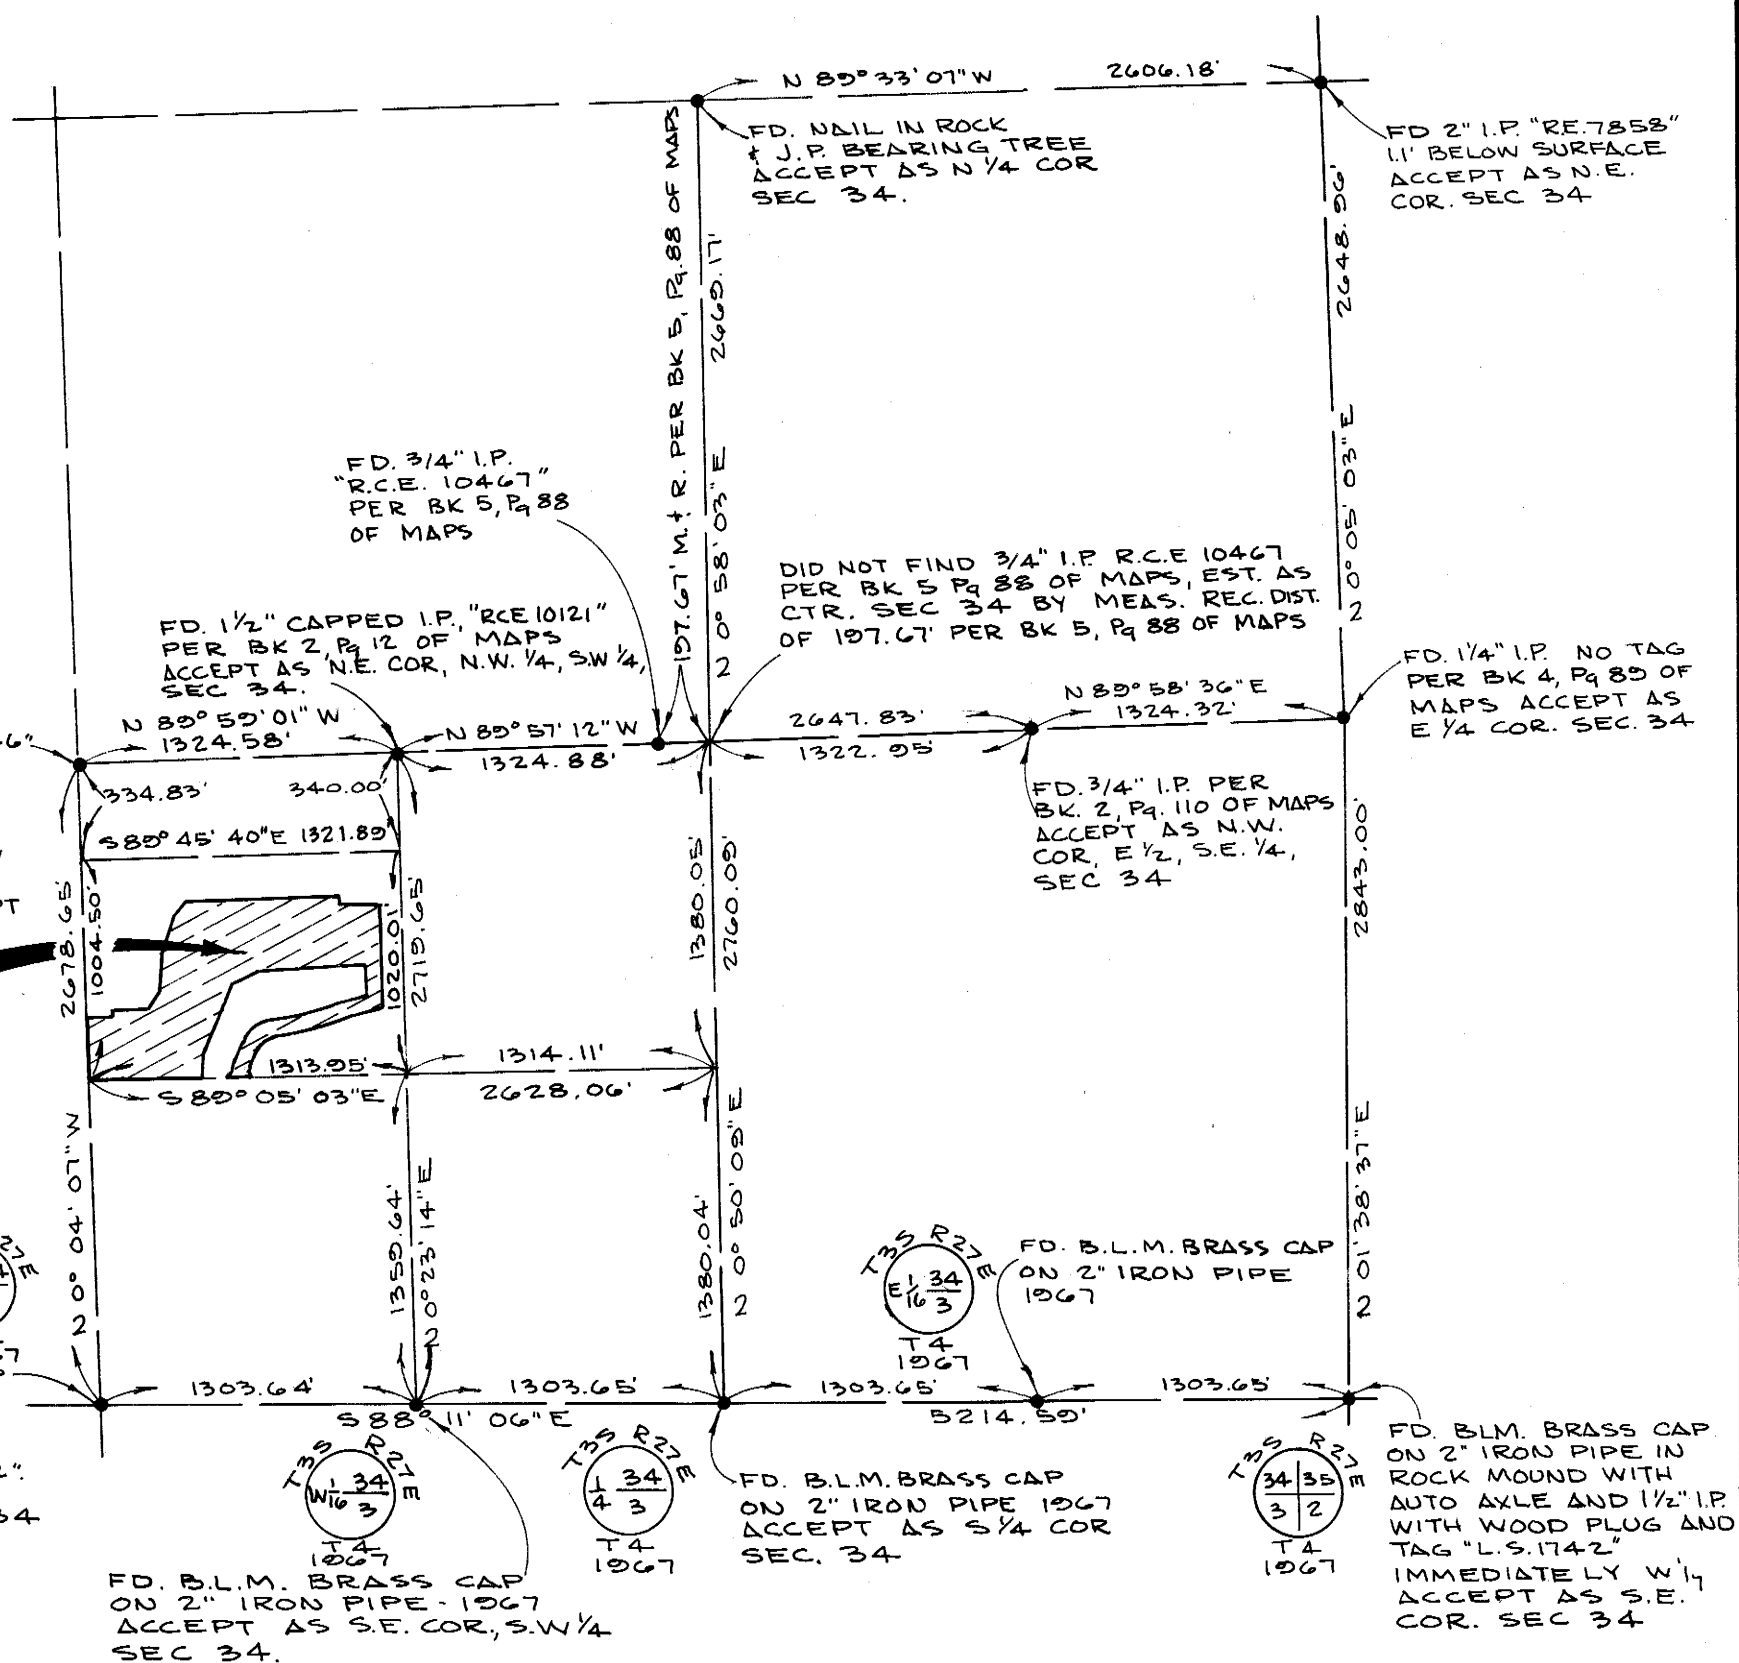 N 89° 33' 07" W 2606.18'
FD. NAIL IN ROCK
& J.P. BEARING TREE
ACCEPT AS N 1/4 COR
SEC 34.
FD 2" I.P. "R.E. 7858"
1.1' BELOW SURFACE
ACCEPT AS N.E.
COR. SEC 34
197.67' M. & R. PER BK 5, Pg. 88 OF MAPS
2669.17'
N 0° 58' 03" E
2648.96'
N 0° 05' 03" E
FD. 3/4" I.P.
"R.C.E. 10467"
PER BK 5, Pg 88
OF MAPS
DID NOT FIND 3/4" I.P. R.C.E 10467
PER BK 5 Pg 88 OF MAPS, EST. AS
CTR. SEC 34 BY MEAS. REC. DIST.
OF 197.67' PER BK 5, Pg 88 OF MAPS
FD. 1 1/2" CAPPED I.P., "RCE 10121"
PER BK 2, Pg 12 OF MAPS
ACCEPT AS N.E. COR, N.W. 1/4, S.W 1/4,
SEC 34.
FD. 1 1/4" I.P. NO TAG
PER BK 4, Pg 89 OF
MAPS ACCEPT AS
E 1/4 COR. SEC. 34
N 89° 59' 01" W
1324.58'
N 89° 57' 12" W
1324.88'
2647.83'
1322.95'
N 89° 58' 36" E
1324.32'
334.83'
340.00'
S 89° 45' 40" E 1321.89'
FD. 3/4" I.P. PER
BK. 2, Pg. 110 OF MAPS
ACCEPT AS N.W.
COR, E 1/2, S.E. 1/4,
SEC 34
2678.65'
1004.50'
1020.01'
2719.65'
1380.05'
2760.09'
2843.00'
1313.95'
S 89° 05' 03" E
1314.11'
2628.06'
N 0° 04' 07" W
1359.64'
N 0° 23' 14" E
1380.04'
N 0° 50' 09" E
N 01° 38' 37" E
T3S R27E
E 1/16 34
3
T4
1967
FD. B.L.M. BRASS CAP
ON 2" IRON PIPE
1967
1303.64'
1303.65'
1303.65'
1303.65'
S 88° 11' 06" E
5214.59'
T3S R27E
W 1/16 34
3
T4
1967
T3S R27E
1/4 34
3
T4
1967
FD. B.L.M. BRASS CAP
ON 2" IRON PIPE 1967
ACCEPT AS S 1/4 COR
SEC. 34
T3S R27E
34 35
3 2
T4
1967
FD. BLM. BRASS CAP
ON 2" IRON PIPE IN
ROCK MOUND WITH
AUTO AXLE AND 1 1/2" I.P.
WITH WOOD PLUG AND
TAG "L.S. 1742"
IMMEDIATELY W'ly
ACCEPT AS S.E.
COR. SEC 34
FD. B.L.M. BRASS CAP
ON 2" IRON PIPE - 1967
ACCEPT AS S.E. COR., S.W 1/4
SEC 34.